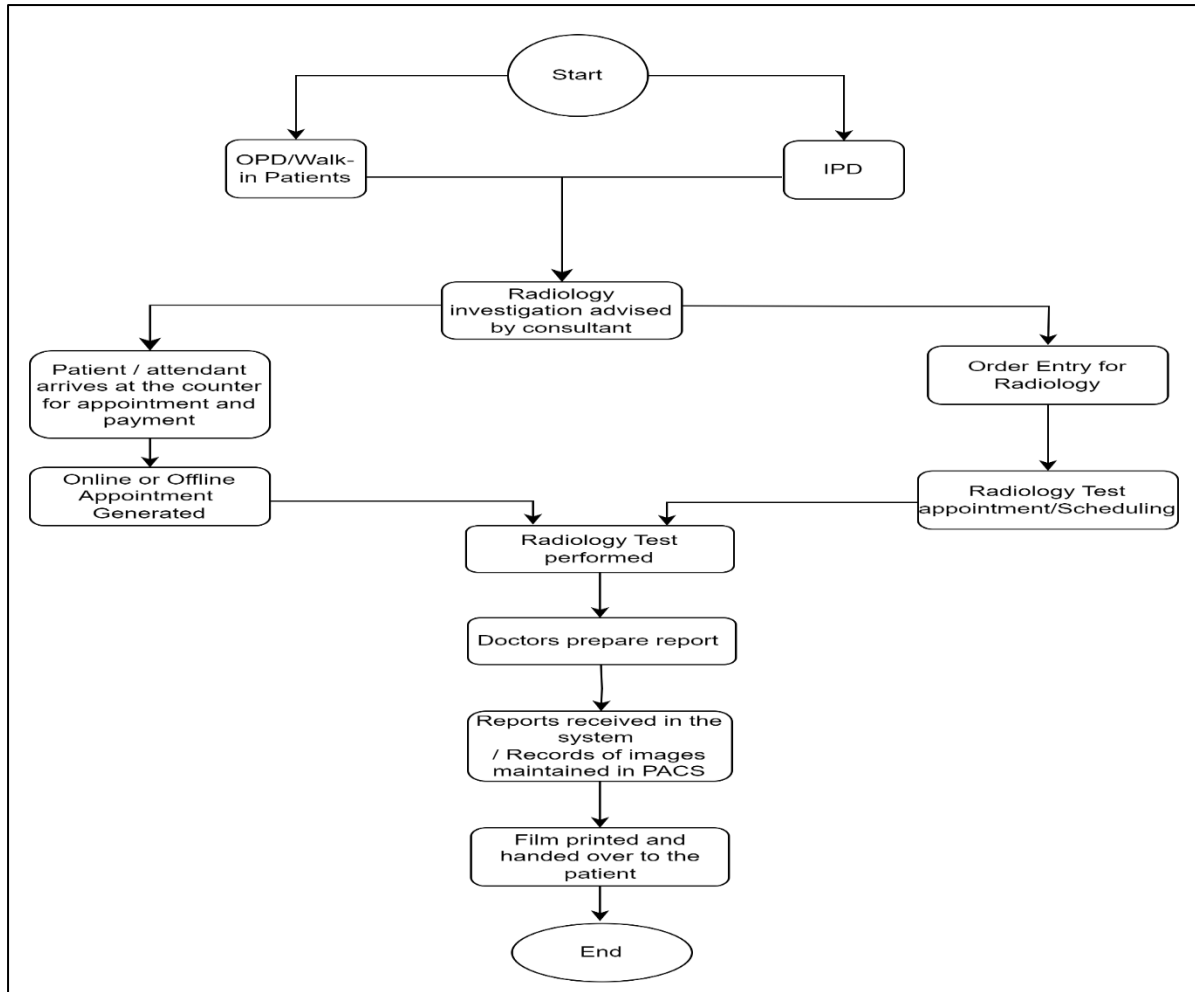 Start
OPD/Walk-
in Patients
IPD
Radiology
investigation advised
by consultant
Patient / attendant
arrives at the counter
for appointment and
payment
Order Entry for
Radiology
Online or Offline
Appointment
Generated
Radiology Test
appointment/Scheduling
Radiology Test
performed
Doctors prepare report
Reports received in the
system
/ Records of images
maintained in PACS
Film printed and
handed over to the
patient
End